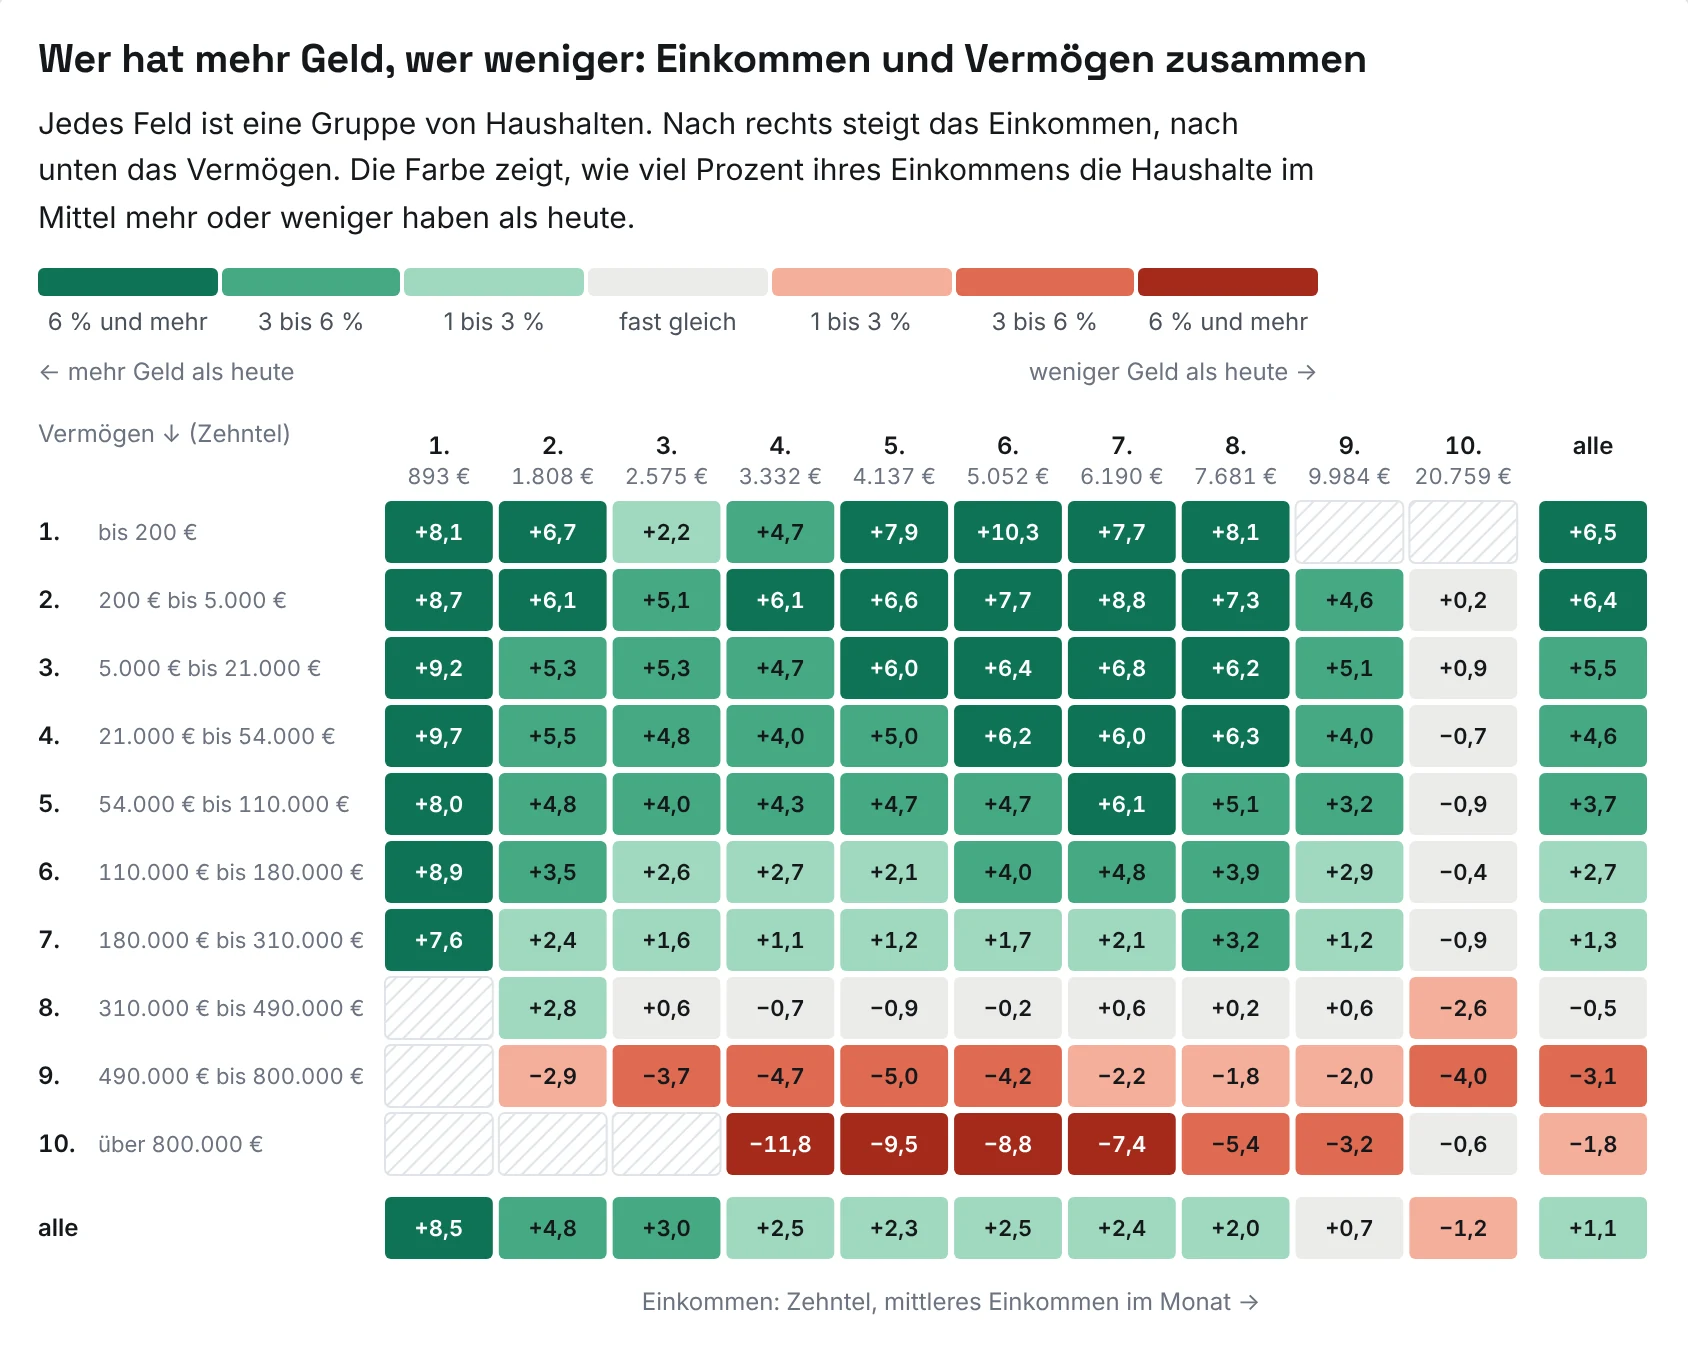 Wer hat mehr Geld, wer weniger: Einkommen und Vermögen zusammen
Jedes Feld ist eine Gruppe von Haushalten. Nach rechts steigt das Einkommen, nach
unten das Vermögen. Die Farbe zeigt, wie viel Prozent ihres Einkommens die Haushalte im
Mittel mehr oder weniger haben als heute.
6 % und mehr 3 bis 6 % 1 bis 3 % fast gleich 1 bis 3 % 3 bis 6 % 6 % und mehr
← mehr Geld als heute weniger Geld als heute →
Vermögen ↓ (Zehntel)
1. 2. 3. 4. 5. 6. 7. 8. 9. 10. alle
893 € 1.808 € 2.575 € 3.332 € 4.137 € 5.052 € 6.190 € 7.681 € 9.984 € 20.759 €
1. bis 200 € +8,1 +6,7 +2,2 +4,7 +7,9 +10,3 +7,7 +8,1 +6,5
2. 200 € bis 5.000 € +8,7 +6,1 +5,1 +6,1 +6,6 +7,7 +8,8 +7,3 +4,6 +0,2 +6,4
3. 5.000 € bis 21.000 € +9,2 +5,3 +5,3 +4,7 +6,0 +6,4 +6,8 +6,2 +5,1 +0,9 +5,5
4. 21.000 € bis 54.000 € +9,7 +5,5 +4,8 +4,0 +5,0 +6,2 +6,0 +6,3 +4,0 −0,7 +4,6
5. 54.000 € bis 110.000 € +8,0 +4,8 +4,0 +4,3 +4,7 +4,7 +6,1 +5,1 +3,2 −0,9 +3,7
6. 110.000 € bis 180.000 € +8,9 +3,5 +2,6 +2,7 +2,1 +4,0 +4,8 +3,9 +2,9 −0,4 +2,7
7. 180.000 € bis 310.000 € +7,6 +2,4 +1,6 +1,1 +1,2 +1,7 +2,1 +3,2 +1,2 −0,9 +1,3
8. 310.000 € bis 490.000 € +2,8 +0,6 −0,7 −0,9 −0,2 +0,6 +0,2 +0,6 −2,6 −0,5
9. 490.000 € bis 800.000 € −2,9 −3,7 −4,7 −5,0 −4,2 −2,2 −1,8 −2,0 −4,0 −3,1
10. über 800.000 € −11,8 −9,5 −8,8 −7,4 −5,4 −3,2 −0,6 −1,8
alle +8,5 +4,8 +3,0 +2,5 +2,3 +2,5 +2,4 +2,0 +0,7 −1,2 +1,1
Einkommen: Zehntel, mittleres Einkommen im Monat →